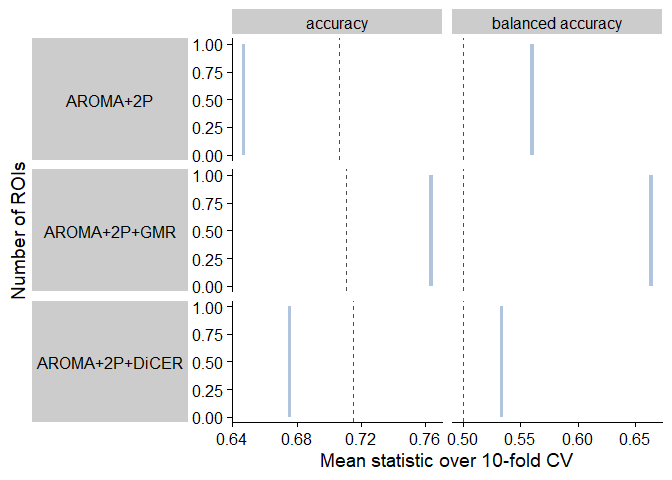 accuracy
balanced accuracy
Number of ROIs
AROMA+2P
1.00
0.75
0.50
0.25
0.00
AROMA+2P+GMR
1.00
0.75
0.50
0.25
0.00
AROMA+2P+DiCER
1.00
0.75
0.50
0.25
0.00
0.64 0.68 0.72 0.76 0.50 0.55 0.60 0.65
Mean statistic over 10-fold CV